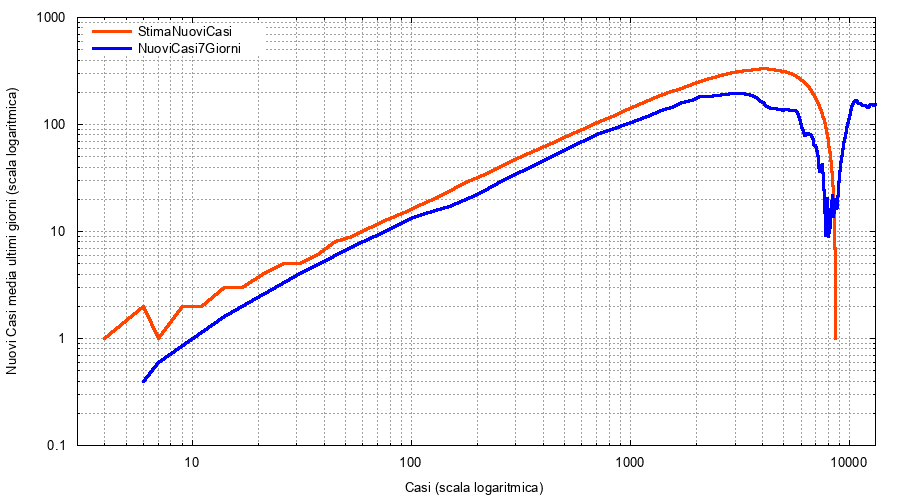 1000
100
10
1
0.1
Nuovi Casi media ultimi giorni (scala logaritmica)
StimaNuoviCasi
NuoviCasi7Giorni
10
100
1000
10000
Casi (scala logaritmica)